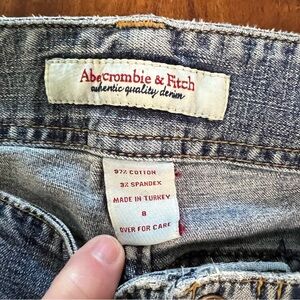 Abercrombie & Fitch
authentic quality denim
97% COTTON
3% SPANDEX
MADE IN TURKEY
8
OVER FOR CARE